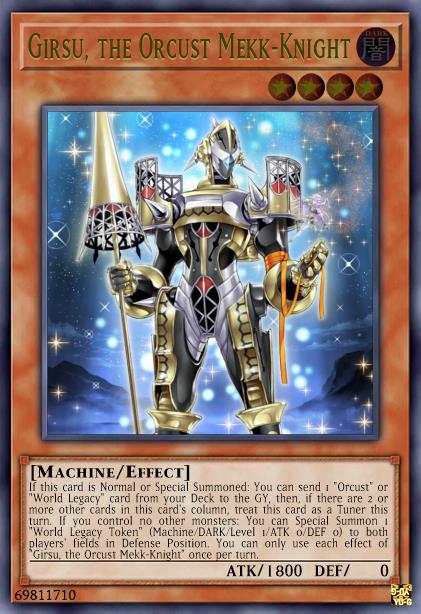 GIRSU, THE ORCUST MEKK-KNIGHT
DARK
闇
[MACHINE/EFFECT]
If this card is Normal or Special Summoned: You can send 1 "Orcust" or
"World Legacy" card from your Deck to the GY, then, if there are 2 or
more other cards in this card's column, treat this card as a Tuner this
turn. If you control no other monsters: You can Special Summon 1
"World Legacy Token" (Machine/DARK/Level 1/ATK 0/DEF 0) to both
players' fields in Defense Position. You can only use each effect of
"Girsu, the Orcust Mekk-Knight" once per turn.
ATK/1800 DEF/ 0
69811710